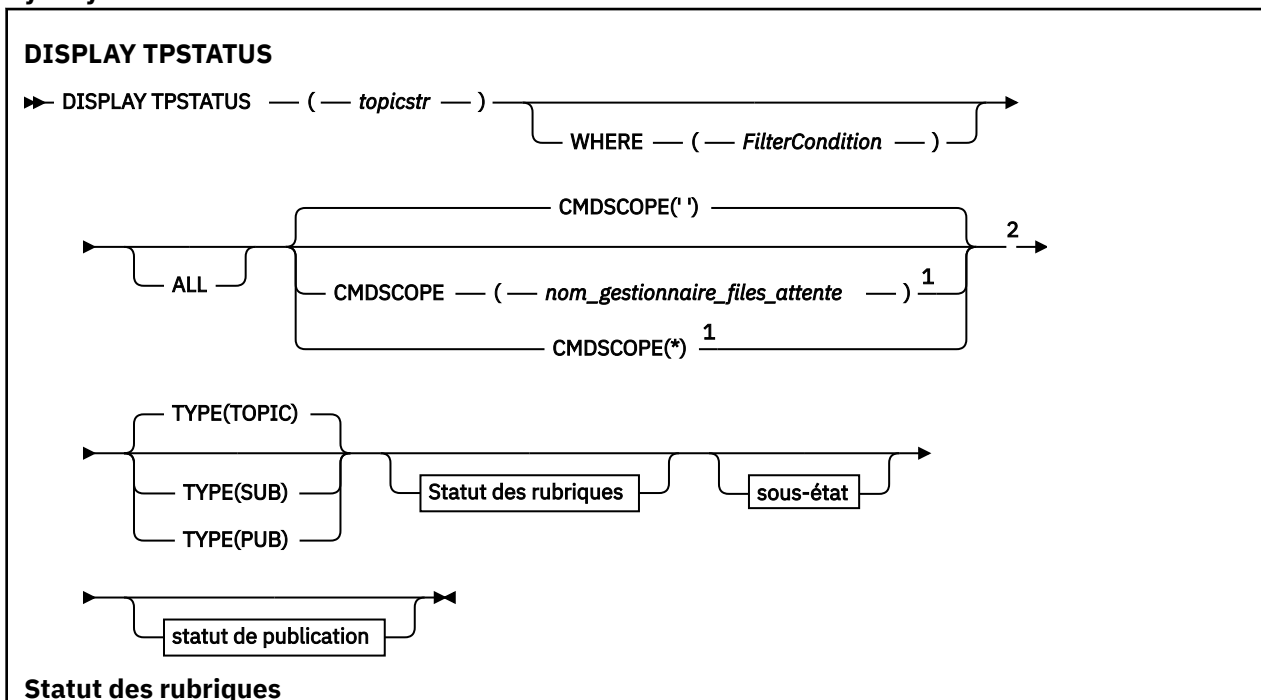 DISPLAY TPSTATUS
DISPLAY TPSTATUS ( topicstr )
WHERE ( FilterCondition )
CMDSCOPE(' ')
2
ALL
CMDSCOPE ( nom_gestionnaire_files_attente ) 1
CMDSCOPE(*) 1
TYPE(TOPIC)
TYPE(SUB)
Statut des rubriques
sous-état
TYPE(PUB)
statut de publication
Statut des rubriques